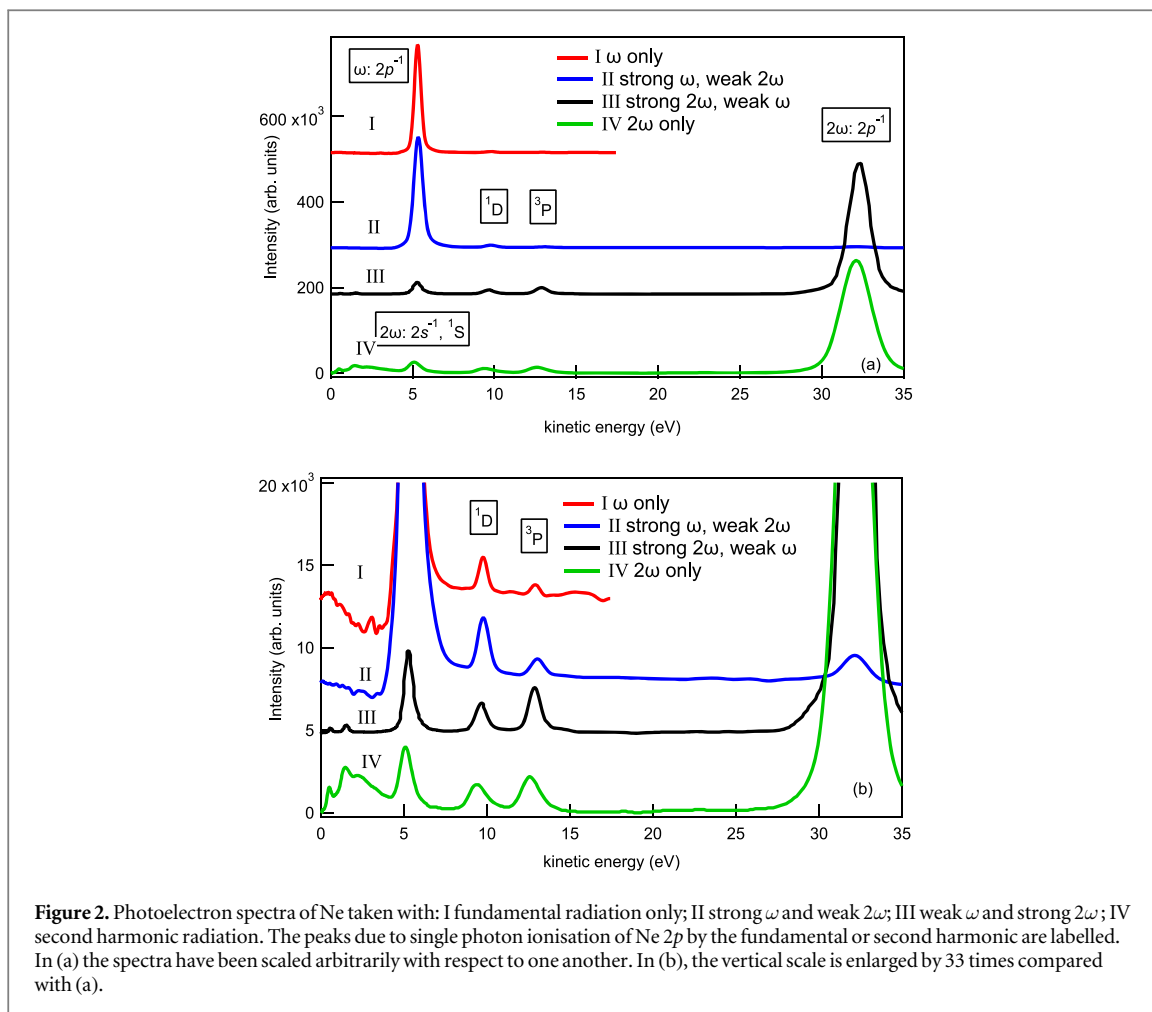 ω: 2p⁻¹
I ω only
II strong ω, weak 2ω
III strong 2ω, weak ω
IV 2ω only
2ω: 2p⁻¹
600 x10³
400
200
0
Intensity (arb. units)
I
II
III
IV
¹D
³P
2ω: 2s⁻¹, ¹S
(a)
0 5 10 15 20 25 30 35
kinetic energy (eV)
20 x10³
15
10
5
0
Intensity (arb. units)
I ω only
II strong ω, weak 2ω
III strong 2ω, weak ω
IV 2ω only
¹D
³P
I
II
III
IV
(b)
0 5 10 15 20 25 30 35
kinetic energy (eV)
Figure 2. Photoelectron spectra of Ne taken with: I fundamental radiation only; II strong ω and weak 2ω; III weak ω and strong 2ω; IV
second harmonic radiation. The peaks due to single photon ionisation of Ne 2p by the fundamental or second harmonic are labelled.
In (a) the spectra have been scaled arbitrarily with respect to one another. In (b), the vertical scale is enlarged by 33 times compared
with (a).